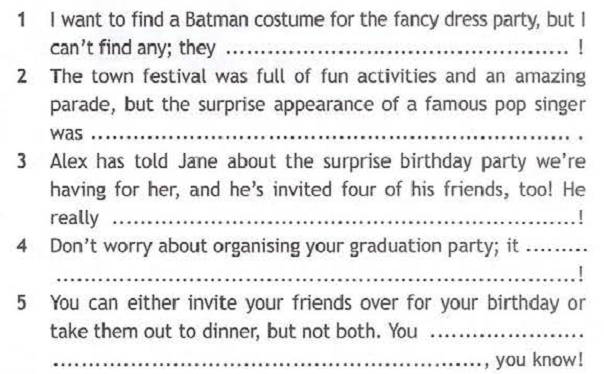 1 I want to find a Batman costume for the fancy dress party, but I
can't find any; they .................................................. !
2 The town festival was full of fun activities and an amazing
parade, but the surprise appearance of a famous pop singer
was ...................................................................... .
3 Alex has told Jane about the surprise birthday party we're
having for her, and he's invited four of his friends, too! He
really ....................................................................!
4 Don't worry about organising your graduation party; it .........
............................................................................!
5 You can either invite your friends over for your birthday or
take them out to dinner, but not both. You ......................
..............................................................., you know!